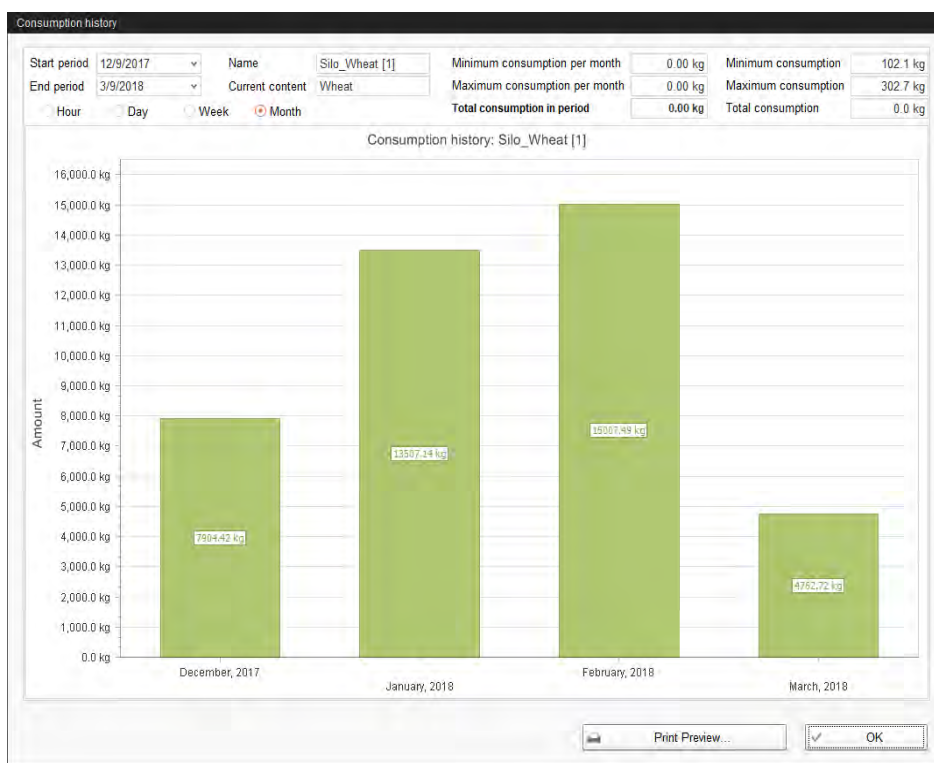 Consumption history
Start period 12/9/2017 Name Silo_Wheat [1] Minimum consumption per month 0.00 kg Minimum consumption 102.1 kg
End period 3/9/2018 Current content Wheat Maximum consumption per month 0.00 kg Maximum consumption 302.7 kg
Hour Day Week Month Total consumption in period 0.00 kg Total consumption 0.0 kg
Consumption history: Silo_Wheat [1]
Amount
16,000.0 kg
15,000.0 kg
14,000.0 kg
13,000.0 kg
12,000.0 kg
11,000.0 kg
10,000.0 kg
9,000.0 kg
8,000.0 kg
7,000.0 kg
6,000.0 kg
5,000.0 kg
4,000.0 kg
3,000.0 kg
2,000.0 kg
1,000.0 kg
0.0 kg
7904.42 kg
13507.14 kg
15007.49 kg
4762.72 kg
December, 2017
January, 2018
February, 2018
March, 2018
Print Preview...
OK